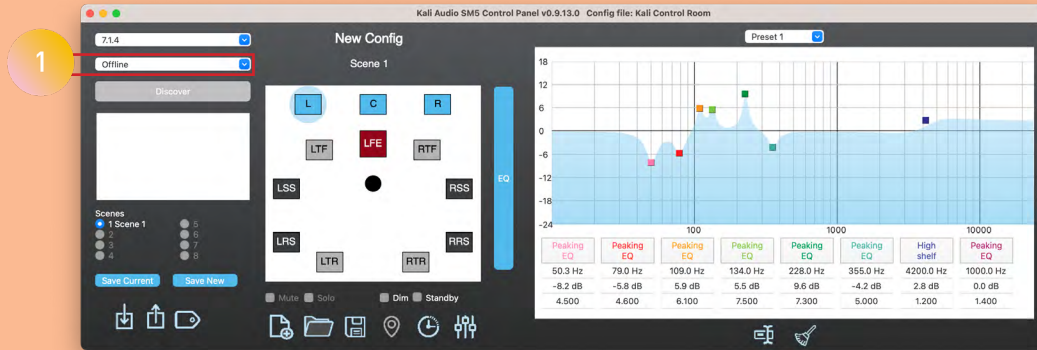 Kali Audio SM5 Control Panel v0.9.13.0 Config file: Kali Control Room
1
7.1.4
Offline
Discover
Scenes
1 Scene 1
2
3
4
5
6
7
8
Save Current
Save New
New Config
Scene 1
L
C
R
LTF
LFE
RTF
LSS
RSS
LRS
RRS
LTR
RTR
EQ
Mute
Solo
Dim
Standby
Preset 1
18
12
6
0
-6
-12
-18
-24
100
1000
10000
Peaking EQ
Peaking EQ
Peaking EQ
Peaking EQ
Peaking EQ
Peaking EQ
High shelf
Peaking EQ
50.3 Hz 79.0 Hz 109.0 Hz 134.0 Hz 228.0 Hz 355.0 Hz 4200.0 Hz 1000.0 Hz
-8.2 dB -5.8 dB 5.9 dB 5.5 dB 9.6 dB -4.2 dB 2.8 dB 0.0 dB
4.500 4.600 6.100 7.500 7.300 5.000 1.200 1.400